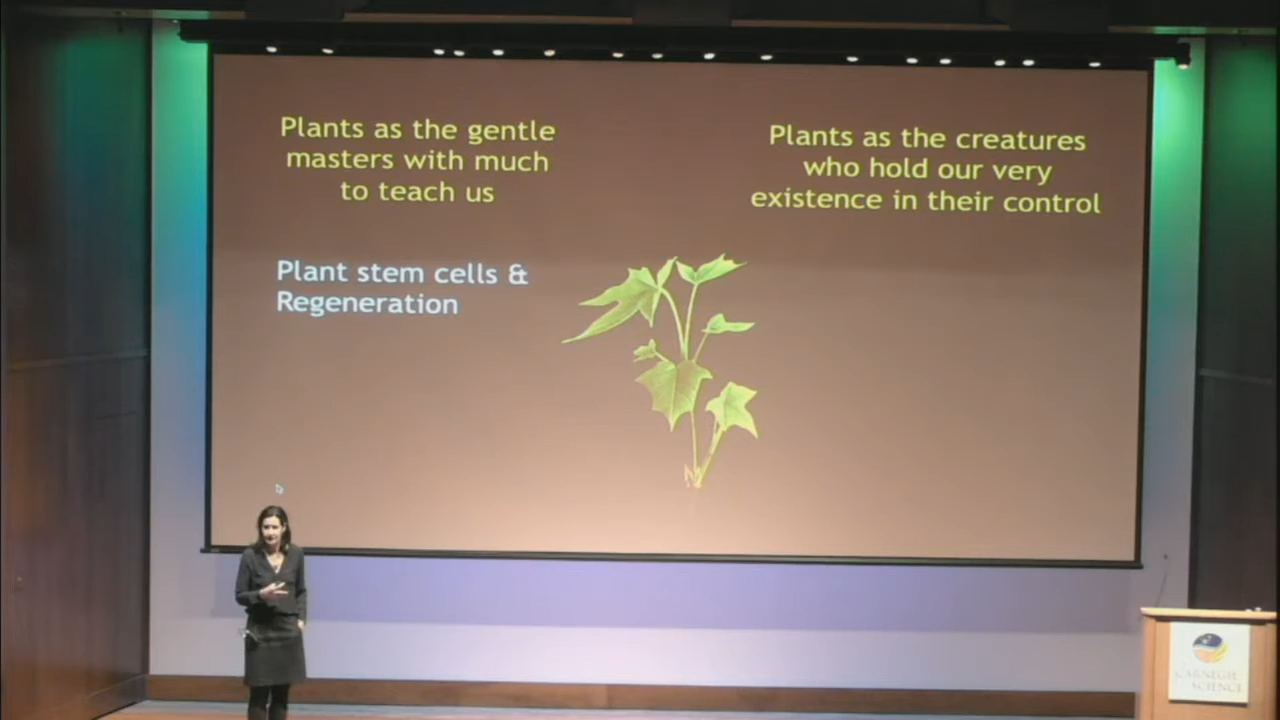 Plants as the gentle
masters with much
to teach us
Plants as the creatures
who hold our very
existence in their control
Plant stem cells &
Regeneration
CARNEGIE
SCIENCE